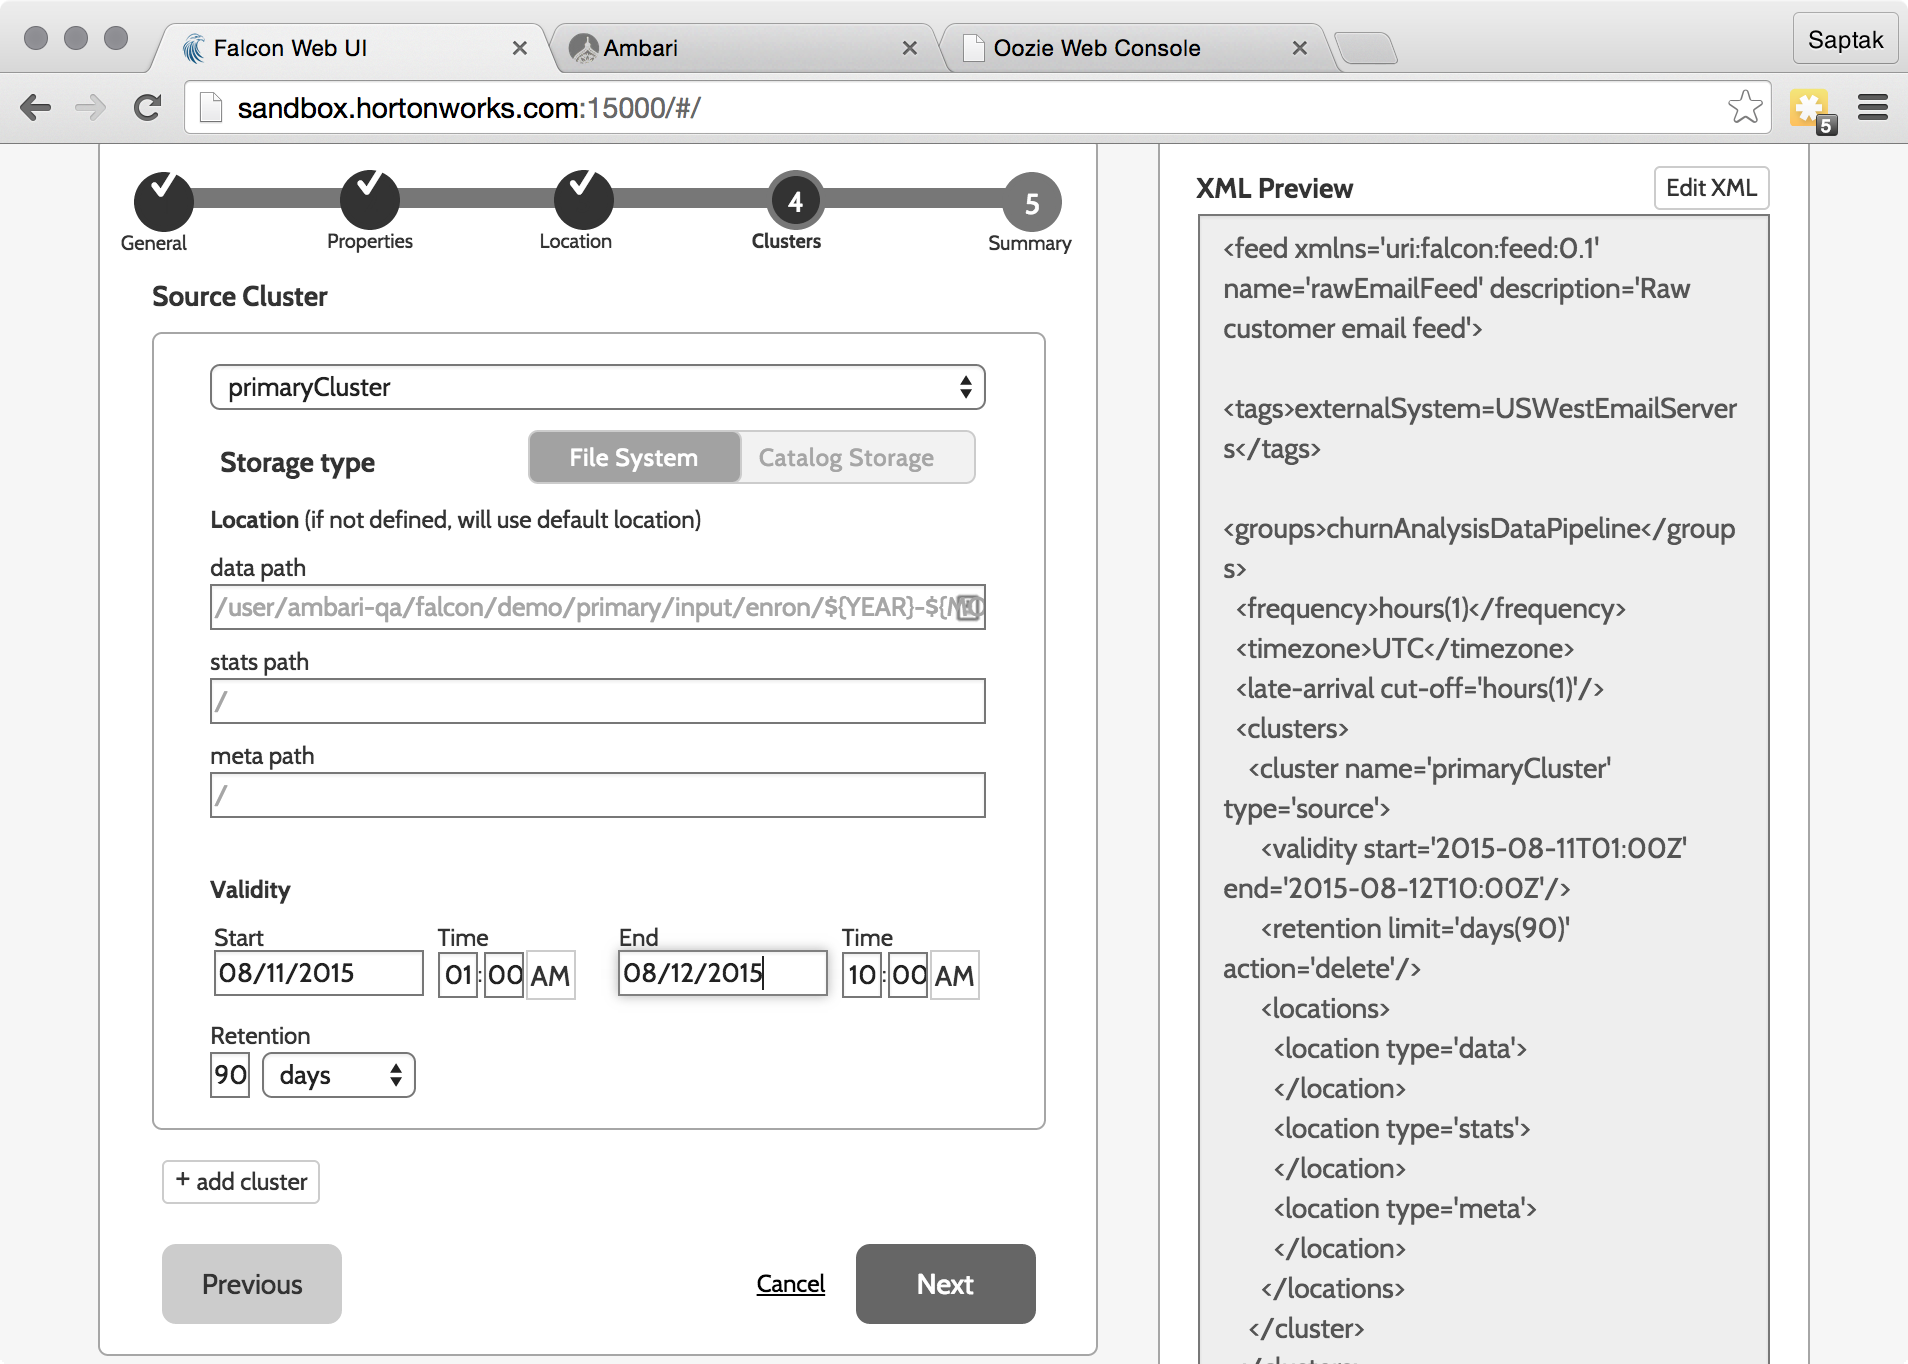 Falcon Web UI
Ambari
Oozie Web Console
Saptak
sandbox.hortonworks.com:15000/#/
5
4
5
General
Properties
Location
Clusters
Summary
Source Cluster
primaryCluster
Storage type
File System
Catalog Storage
Location (if not defined, will use default location)
data path
/user/ambari-qa/falcon/demo/primary/input/enron/${YEAR}-${
stats path
/
meta path
/
Validity
Start
Time
End
Time
08/11/2015
01:00 AM
08/12/2015
10:00 AM
Retention
90
days
+ add cluster
Previous
Cancel
Next
XML Preview
Edit XML
<feed xmlns='uri:falcon:feed:0.1'
name='rawEmailFeed' description='Raw
customer email feed'>
<tags>externalSystem=USWestEmailServer
s</tags>
<groups>churnAnalysisDataPipeline</group
s>
<frequency>hours(1)</frequency>
<timezone>UTC</timezone>
<late-arrival cut-off='hours(1)'/>
<clusters>
<cluster name='primaryCluster'
type='source'>
<validity start='2015-08-11T01:00Z'
end='2015-08-12T10:00Z'/>
<retention limit='days(90)'
action='delete'/>
<locations>
<location type='data'>
</location>
<location type='stats'>
</location>
<location type='meta'>
</location>
</locations>
</cluster>